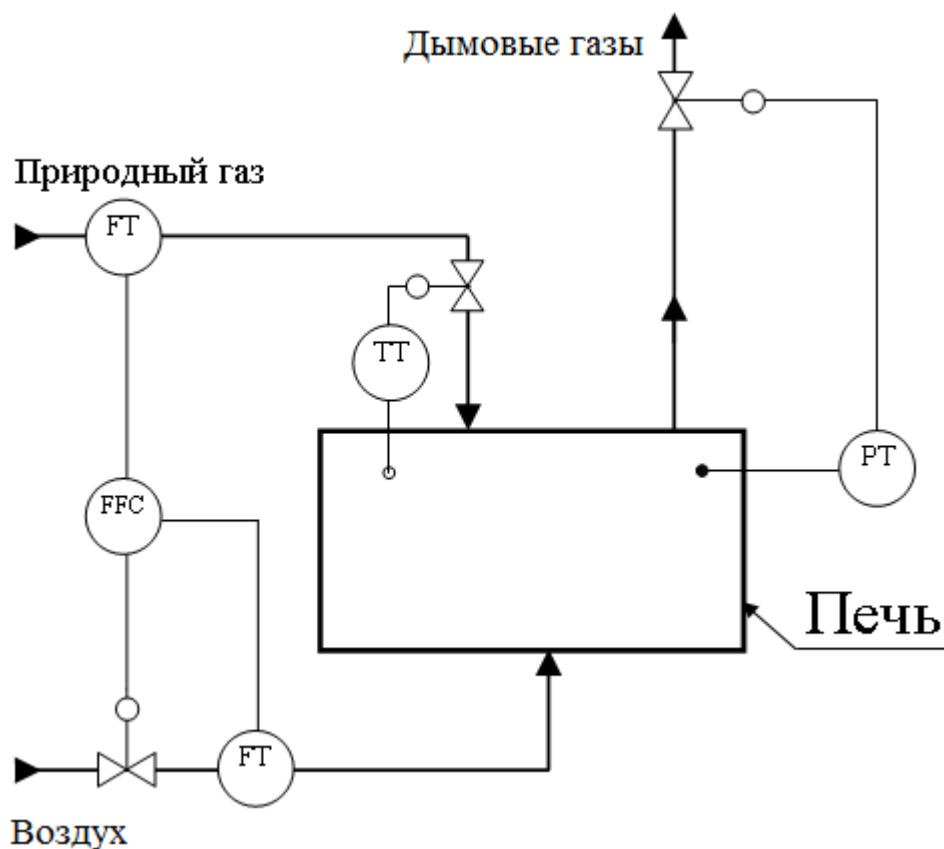 Дымовые газы
Природный газ
FT
TT
PT
FFC
Печь
FT
Воздух